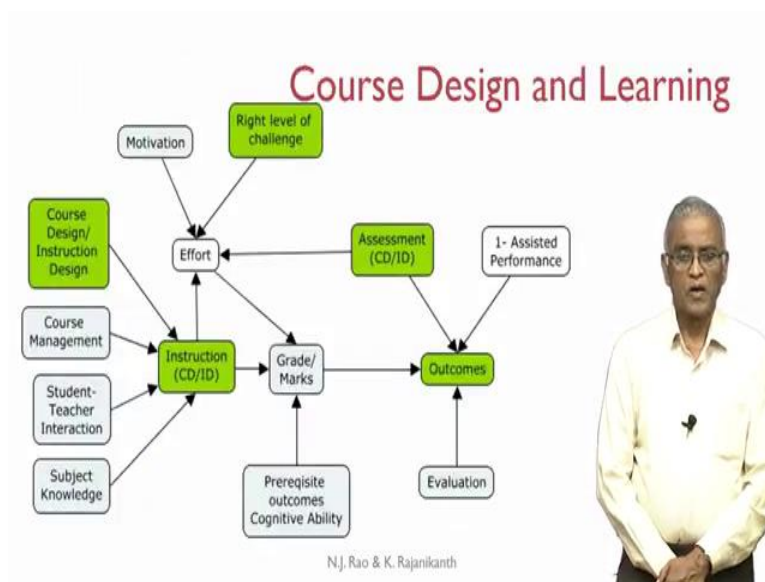 Course Design and Learning
Right level of
challenge
Motivation
Course
Design/
Instruction
Design
Effort
Assessment
(CD/ID)
1- Assisted
Performance
Course
Management
Instruction
(CD/ID)
Grade/
Marks
Outcomes
Student-
Teacher
Interaction
Subject
Knowledge
Prereqisite
outcomes
Cognitive Ability
Evaluation
N.J. Rao & K. Rajanikanth